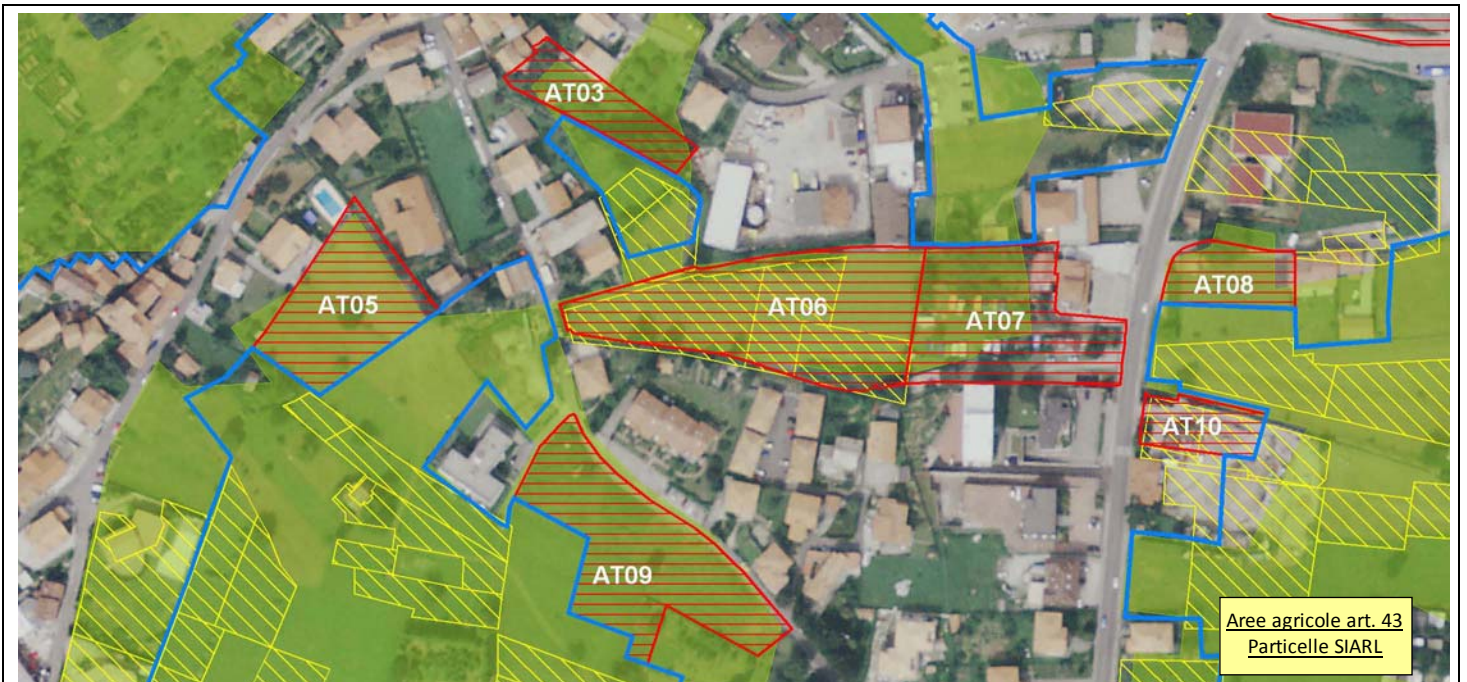 AT03
AT05
AT06
AT07
AT08
AT10
AT09
Aree agricole art. 43
Particelle SIARL